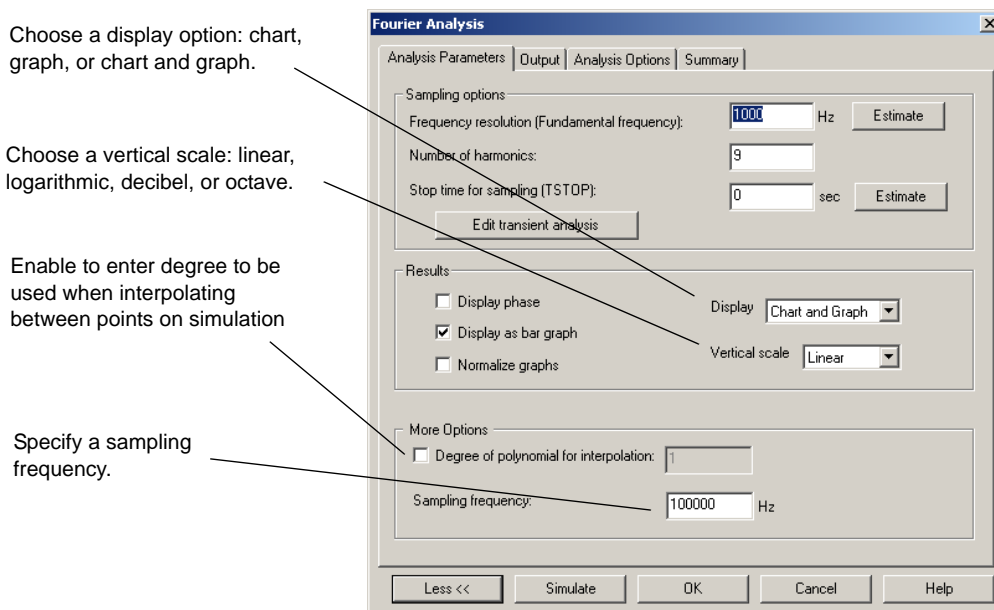 Choose a display option: chart,
graph, or chart and graph.
Choose a vertical scale: linear,
logarithmic, decibel, or octave.
Enable to enter degree to be
used when interpolating
between points on simulation
Specify a sampling
frequency.
Fourier Analysis
Analysis Parameters Output Analysis Options Summary
Sampling options
Frequency resolution (Fundamental frequency): 1000 Hz Estimate
Number of harmonics: 9
Stop time for sampling (TSTOP): 0 sec Estimate
Edit transient analysis
Results
Display phase
Display as bar graph
Normalize graphs
Display Chart and Graph
Vertical scale Linear
More Options
Degree of polynomial for interpolation: 1
Sampling frequency: 100000 Hz
Less << Simulate OK Cancel Help